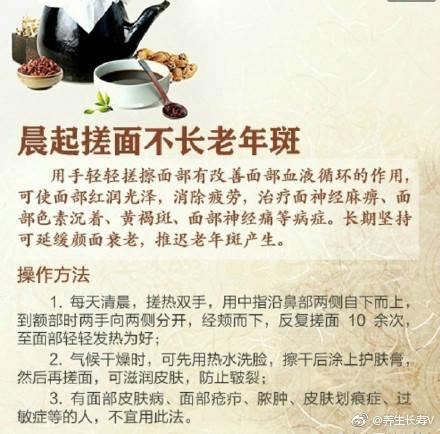 晨起搓面不长老年斑
用手轻轻搓擦面部有改善面部血液循环的作用，
可使面部红润光泽，消除疲劳，治疗面神经麻痹、面
部色素沉着、黄褐斑、面部神经痛等病症。长期坚持
可延缓颜面衰老，推迟老年斑产生。
操作方法
1. 每天清晨，搓热双手，用中指沿鼻部两侧自下而上，
到额部时两手向两侧分开，经颊而下，反复搓面 10 余次，
至面部轻轻发热为好；
2. 气候干燥时，可先用热水洗脸，擦干后涂上护肤膏，
然后再搓面，可滋润皮肤，防止皲裂；
3. 有面部皮肤病、面部疮疖、脓肿、皮肤划痕症、过
敏症等的人，不宜用此法。
@养生长寿V